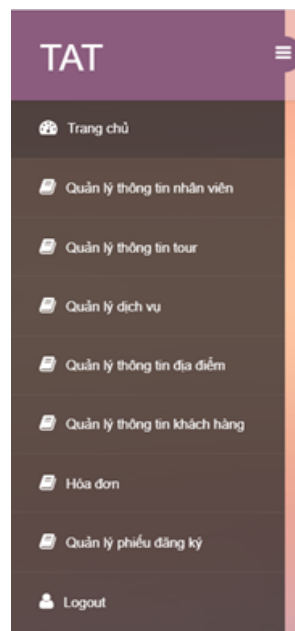 TAT
Trang chủ
Quản lý thông tin nhân viên
Quản lý thông tin tour
Quản lý dịch vụ
Quản lý thông tin địa điểm
Quản lý thông tin khách hàng
Hóa đơn
Quản lý phiếu đăng ký
Logout